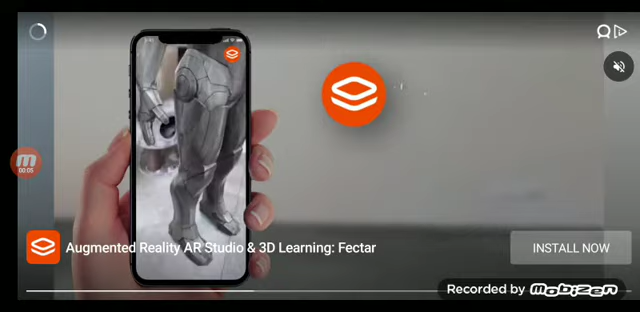 00:05
Augmented Reality AR Studio & 3D Learning: Fectar
INSTALL NOW
Recorded by Mobizen